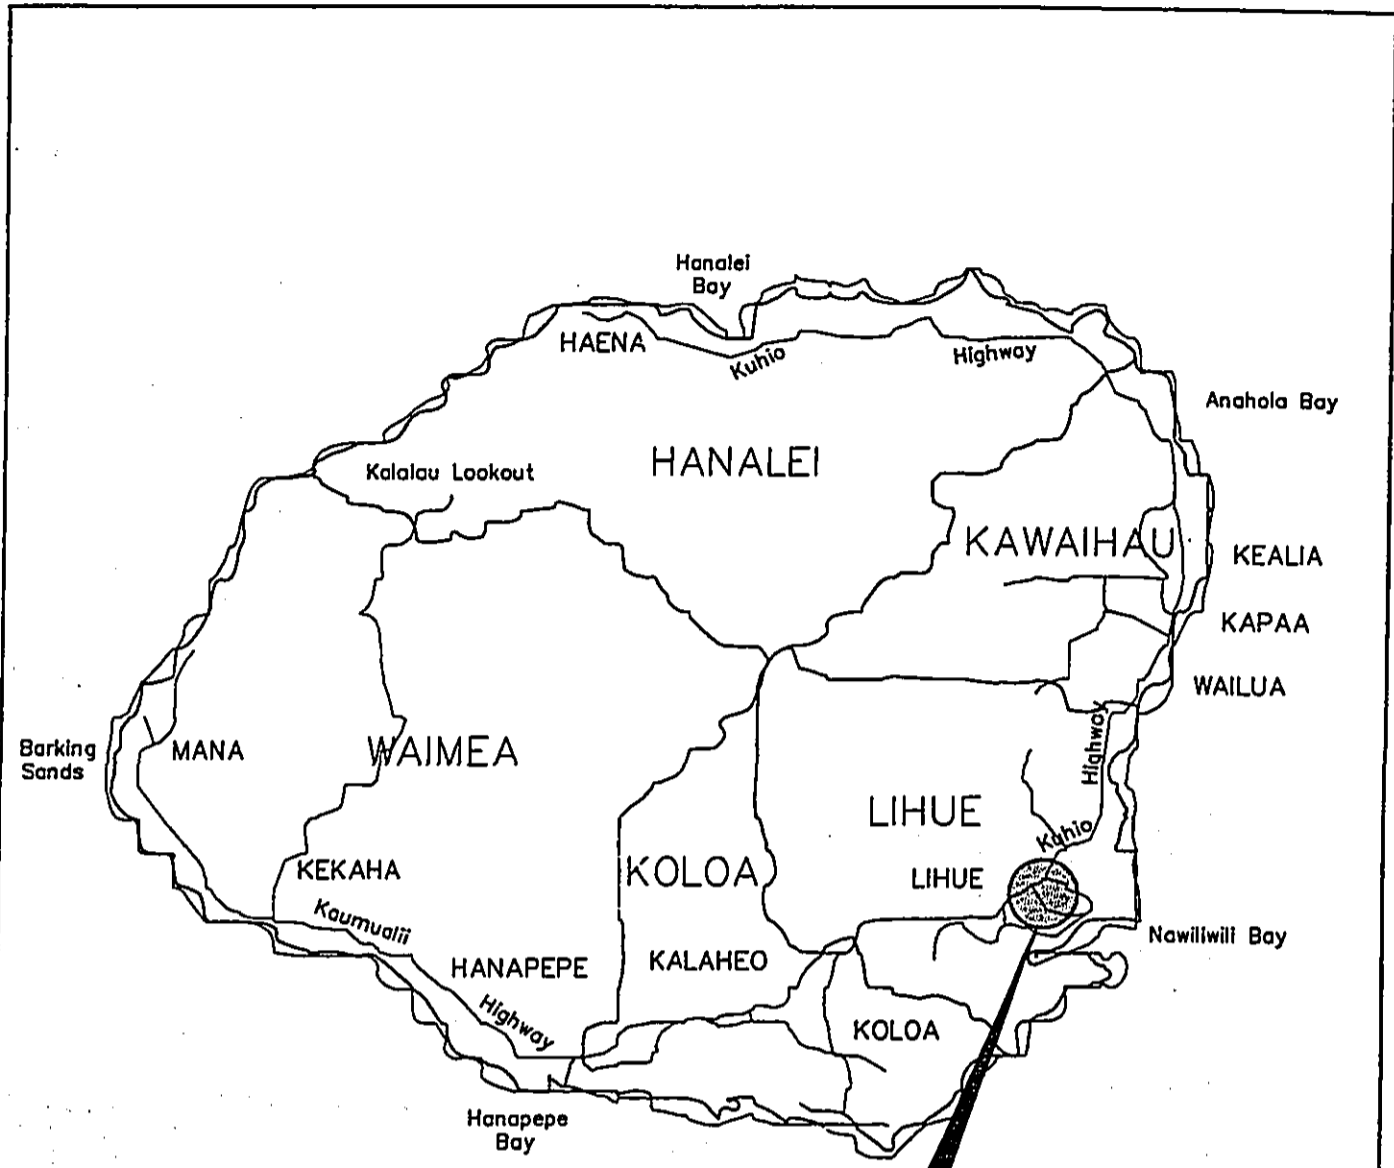 Hanalei
Bay
HAENA
Kuhio
Highway
Anahola Bay
Kalalau Lookout
HANALEI
KAWAIHAU
KEALIA
KAPAA
WAILUA
Highway
Barking
Sands
MANA
WAIMEA
LIHUE
Kuhio
KEKAHA
KOLOA
LIHUE
Kaumualii
Nawiliwili Bay
HANAPEPE
KALAHEO
Highway
KOLOA
Hanapepe
Bay